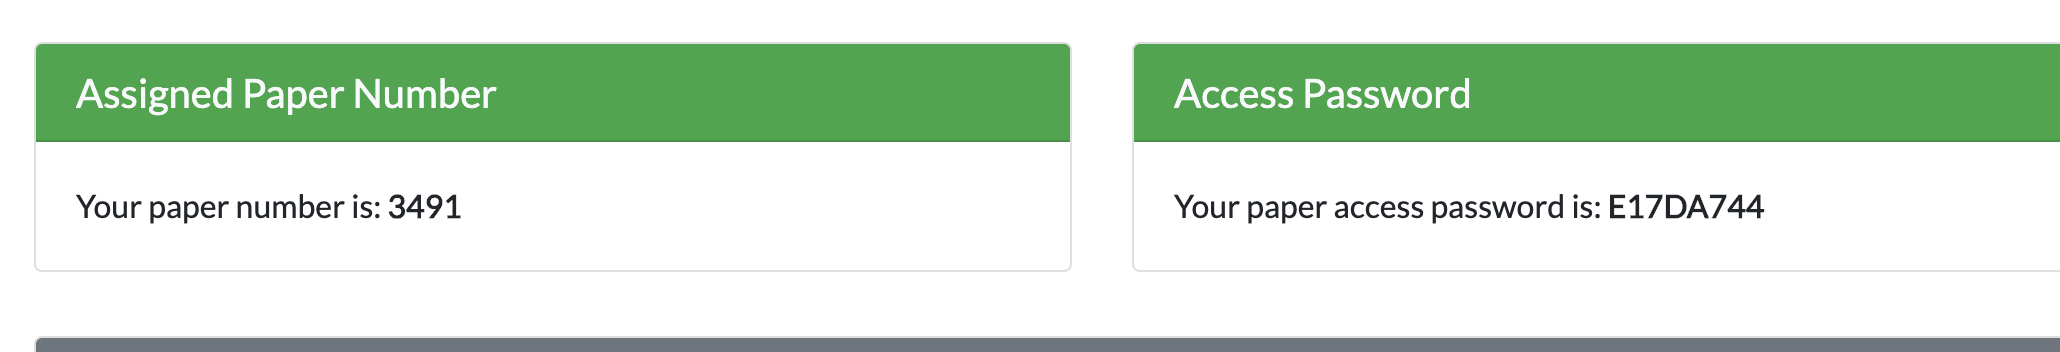 Assigned Paper Number
Your paper number is: 3491
Access Password
Your paper access password is: E17DA744